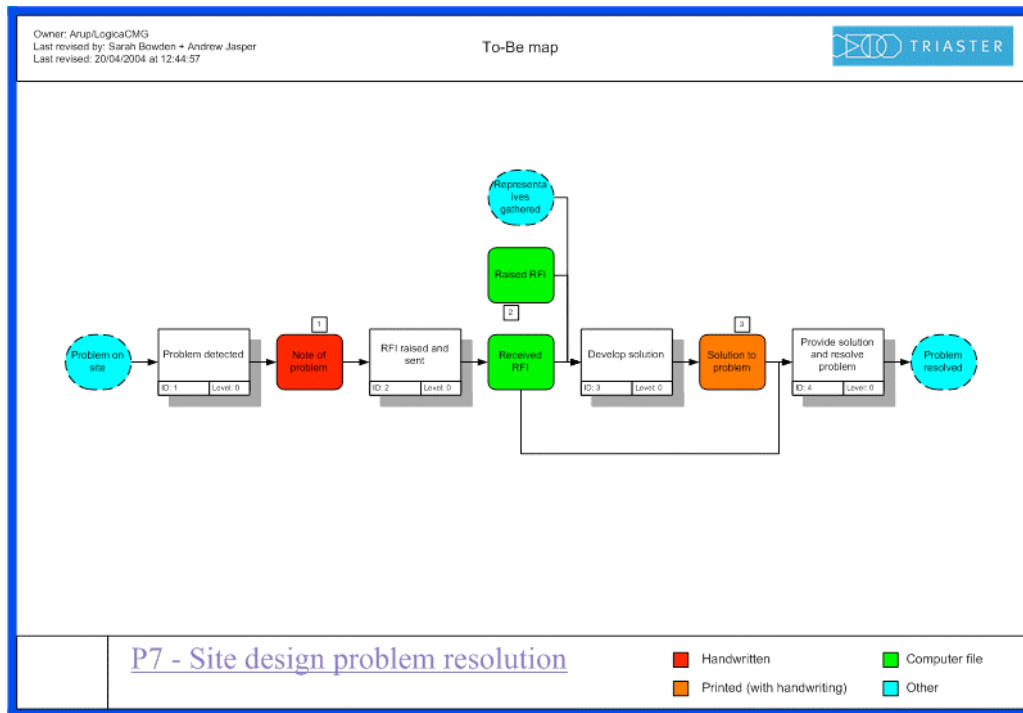 Owner: Arup/LogicaCMG
Last revised by: Sarah Bowden + Andrew Jasper
Last revised: 20/04/2004 at 12:44:57
To-Be map
TRIASTER
Representa
ives
gathered
Raised RFI
2
1
3
Problem on
site
Problem detected
ID: 1
Level: 0
Note of
problem
RFI raised and
sent
ID: 2
Level: 0
Received
RFI
Develop solution
ID: 3
Level: 0
Solution to
problem
Provide solution
and resolve
problem
ID: 4
Level: 0
Problem
resolved
P7 - Site design problem resolution
Handwritten
Computer file
Printed (with handwriting)
Other